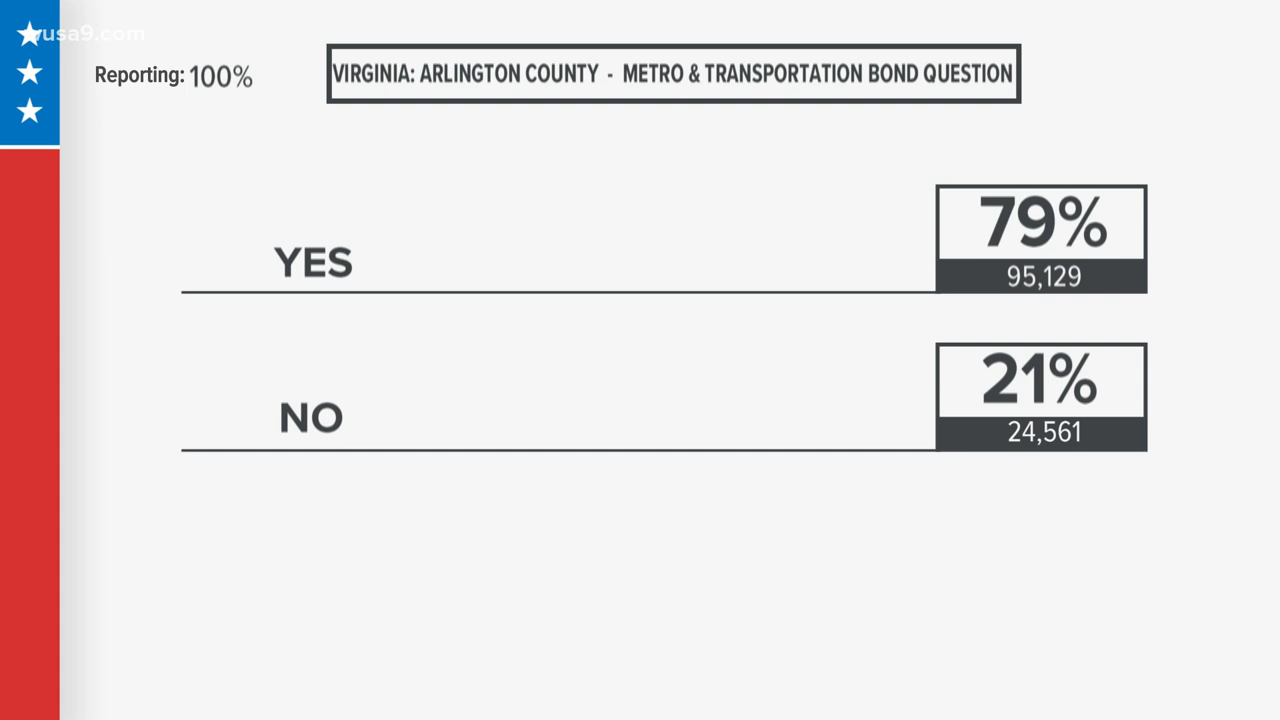 wusa9.com
Reporting: 100%
VIRGINIA: ARLINGTON COUNTY - METRO & TRANSPORTATION BOND QUESTION
YES
79%
95,129
NO
21%
24,561